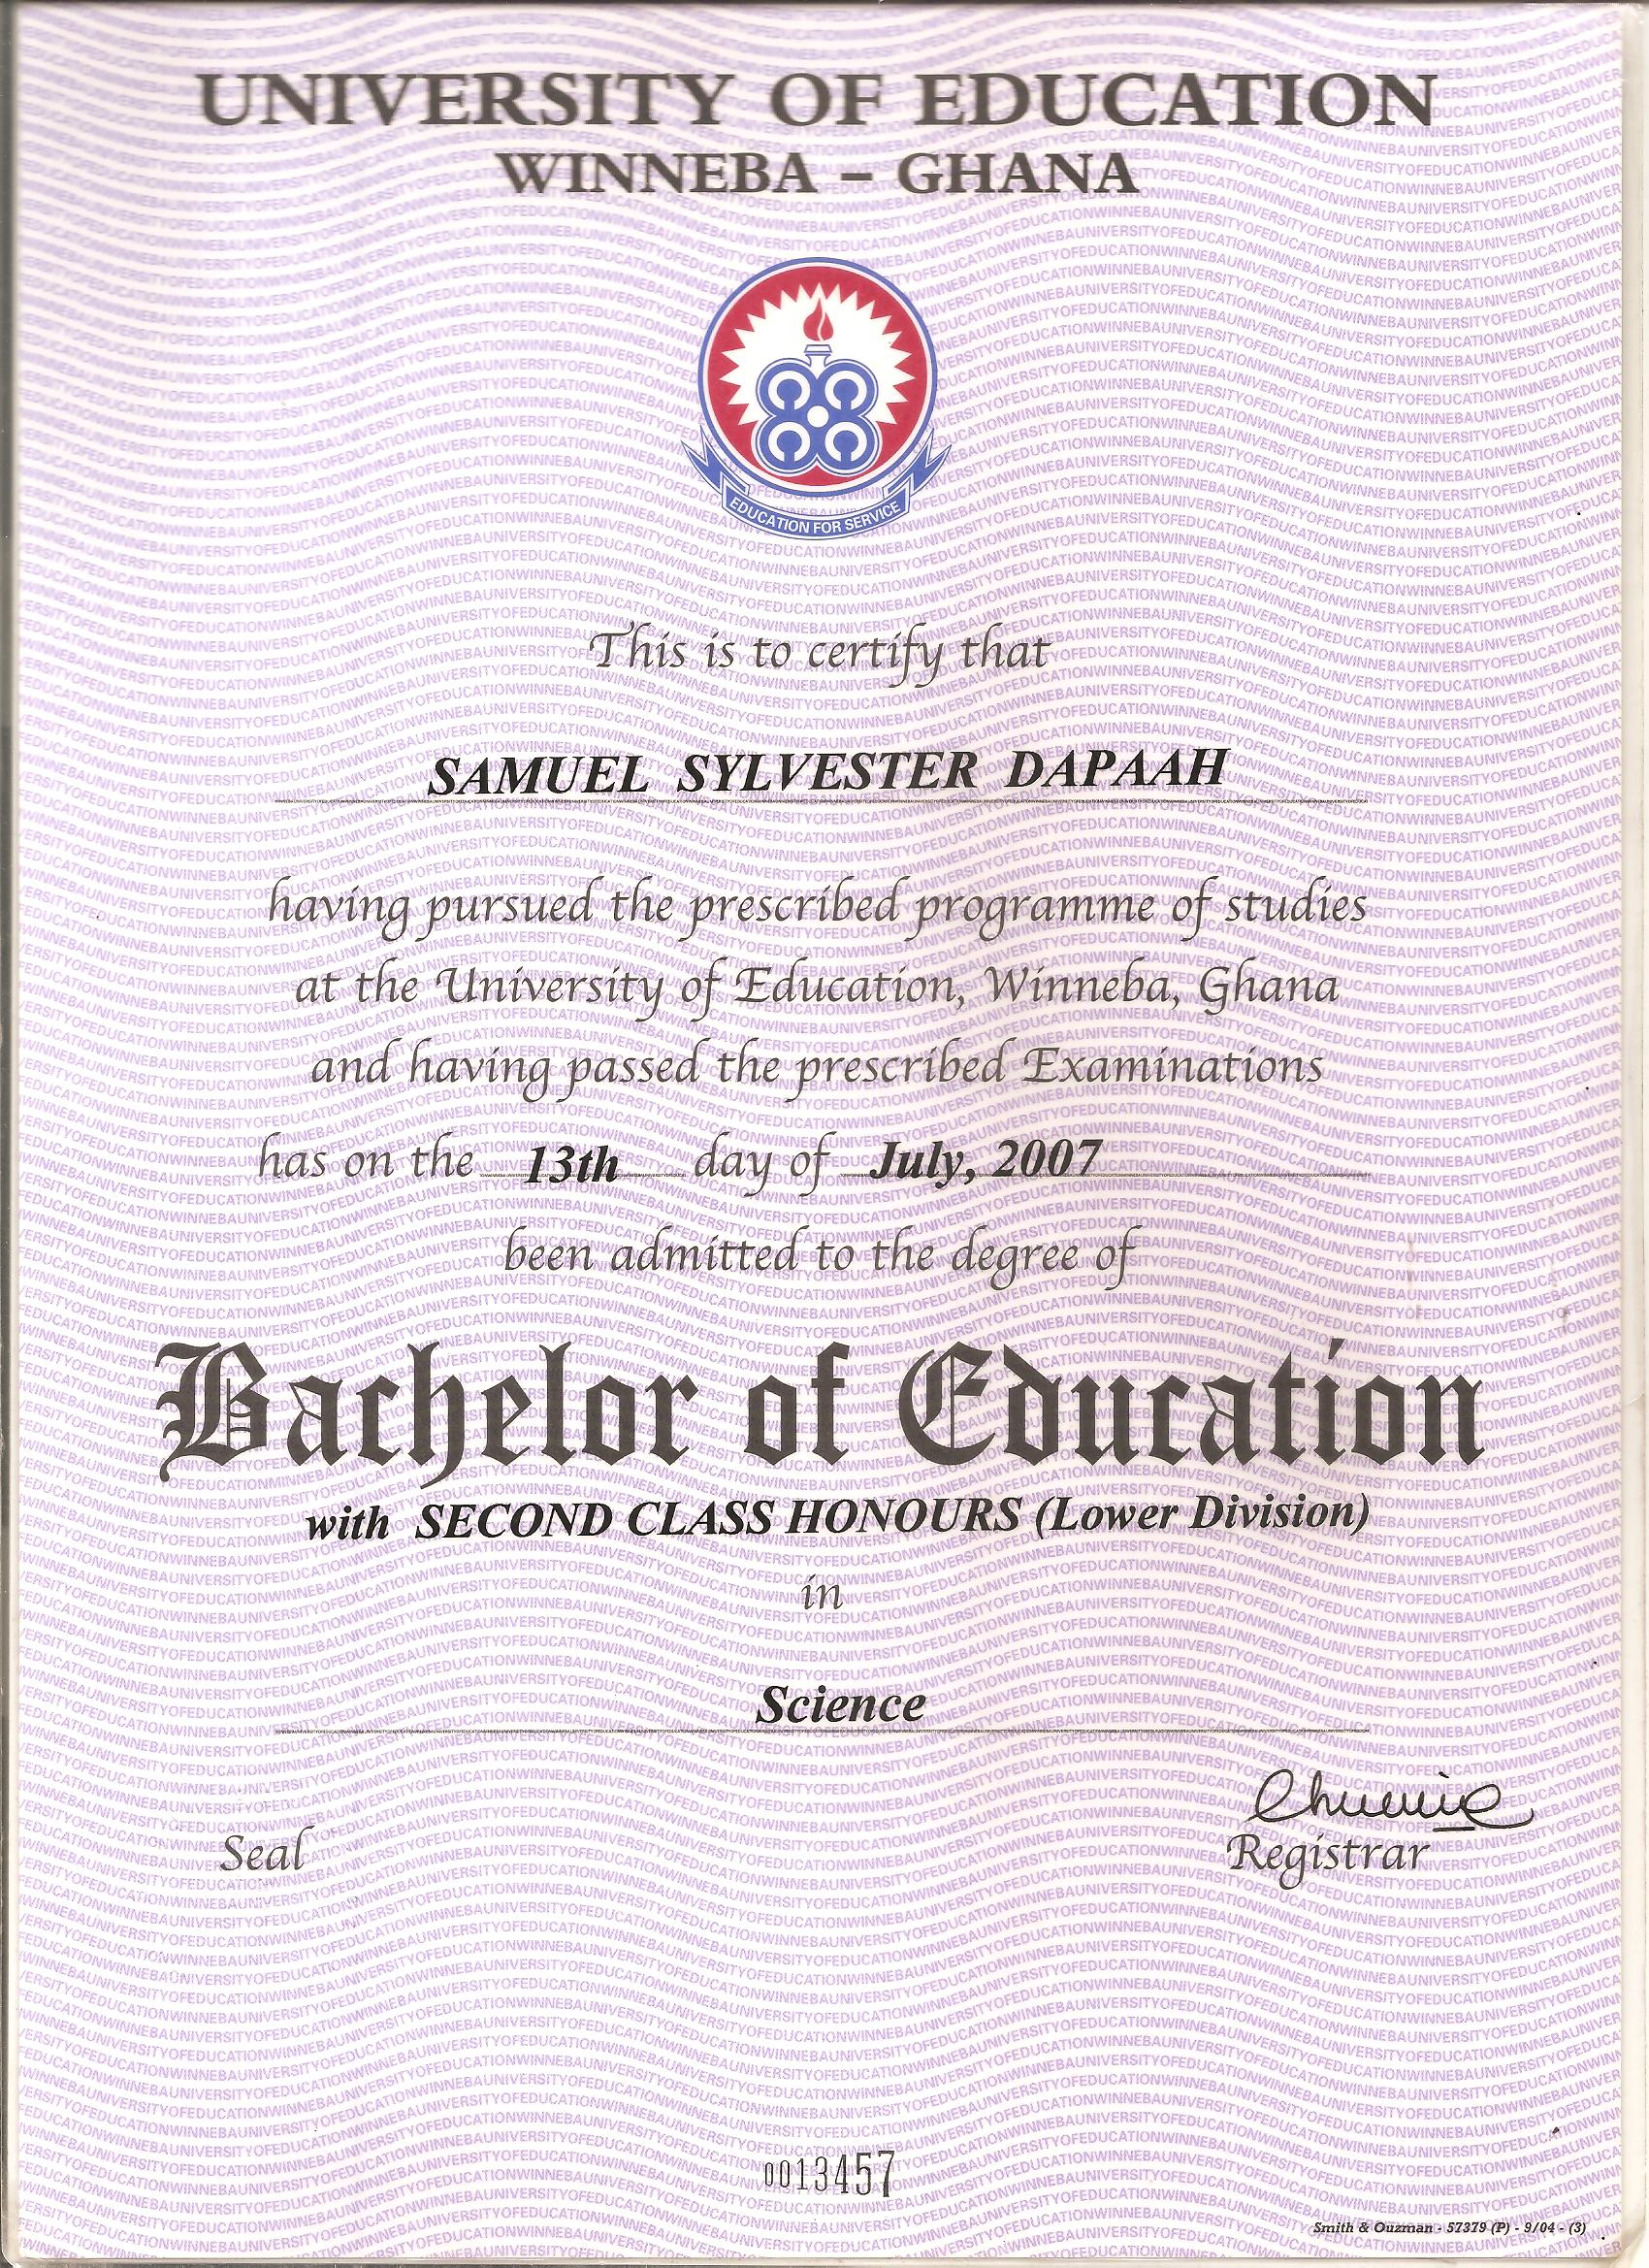 UNIVERSITY OF EDUCATION
WINNEBA – GHANA
EDUCATION FOR SERVICE
This is to certify that
SAMUEL SYLVESTER DAPAAH
having pursued the prescribed programme of studies
at the University of Education, Winneba, Ghana
and having passed the prescribed Examinations
has on the 13th day of July, 2007
been admitted to the degree of
Bachelor of Education
with SECOND CLASS HONOURS (Lower Division)
in
Science
Seal
Registrar
0013457
Smith & Ouzman - 57379 (P) - 9/04 - (3)